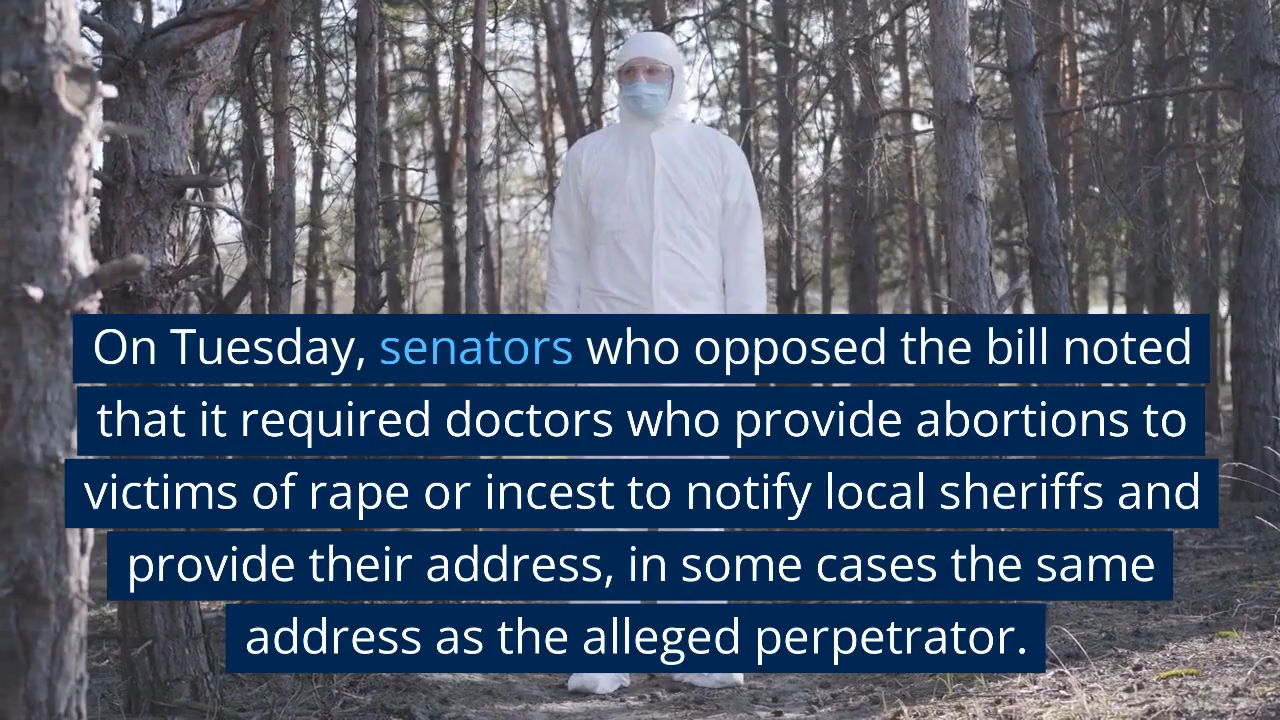 On Tuesday, senators who opposed the bill noted
that it required doctors who provide abortions to
victims of rape or incest to notify local sheriffs and
provide their address, in some cases the same
address as the alleged perpetrator.